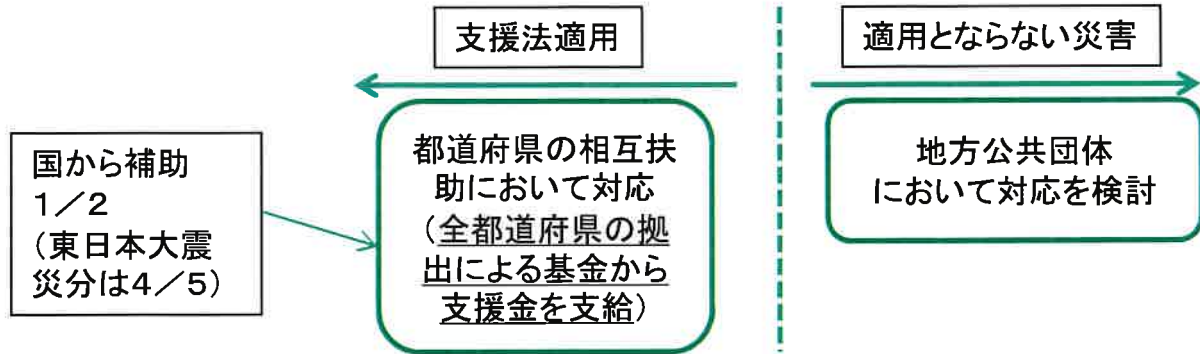 支援法適用
適用とならない災害
国から補助
1/2
(東日本大震
災分は4/5)
都道府県の相互扶
助において対応
(全都道府県の拠
出による基金から
支援金を支給)
地方公共団体
において対応を検討